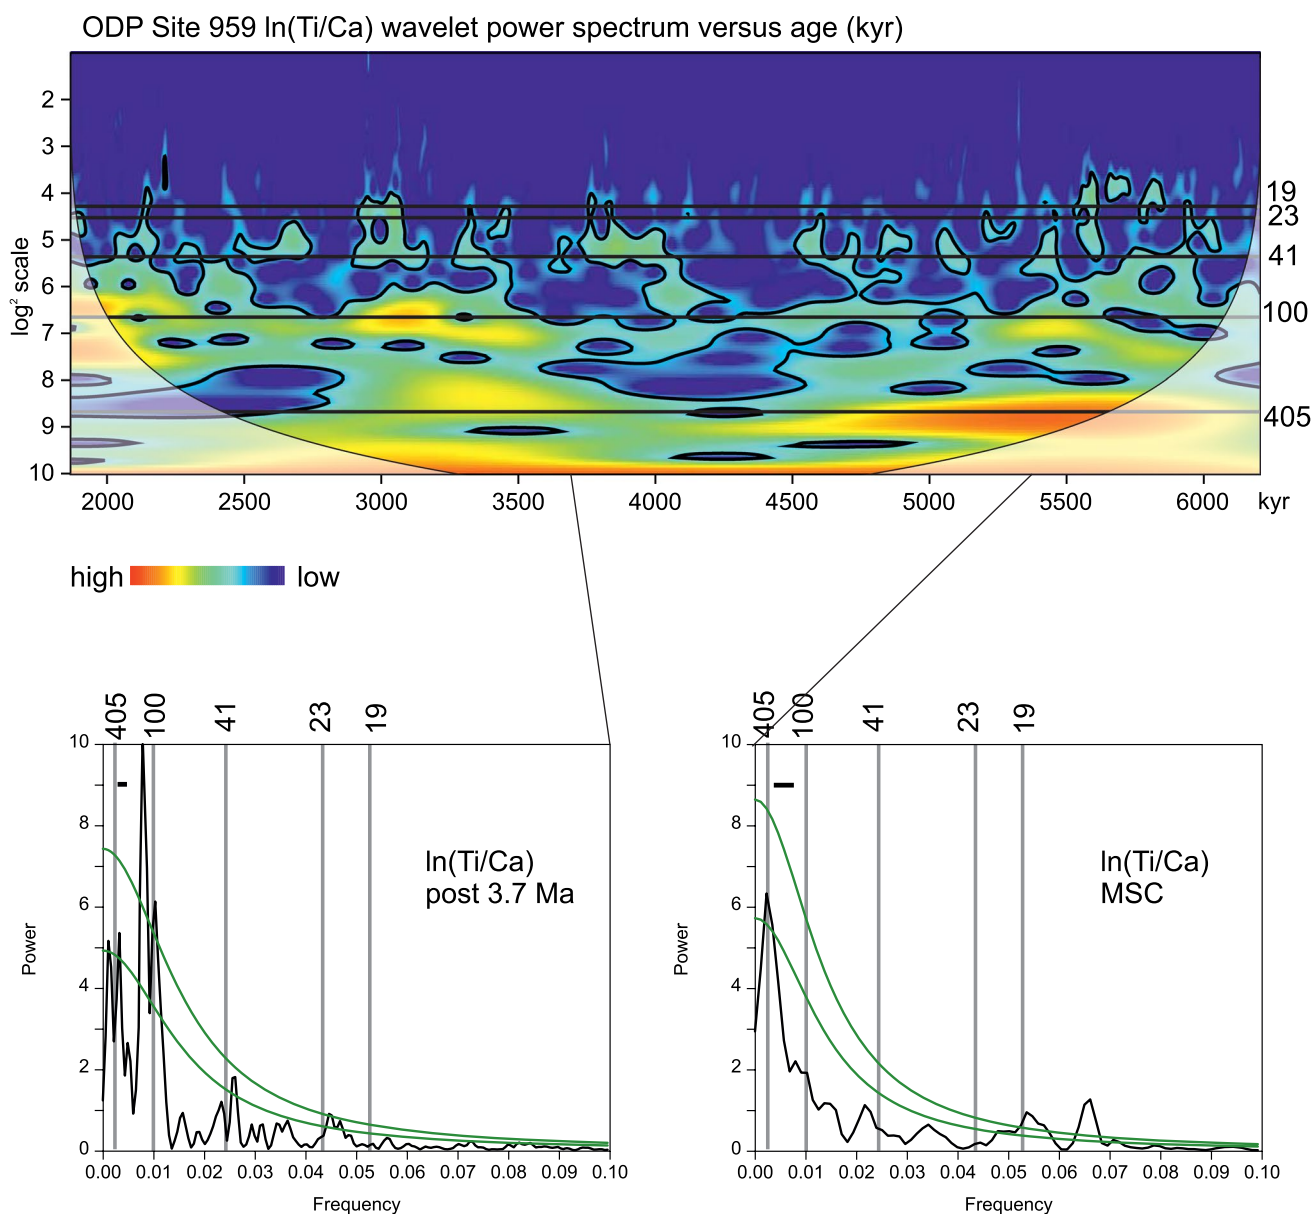 ODP Site 959 ln(Ti/Ca) wavelet power spectrum versus age (kyr)
log² scale
2
3
4
5
6
7
8
9
10
19
23
41
100
405
2000 2500 3000 3500 4000 4500 5000 5500 6000 kyr
high low
405 100 41 23 19
10
8
6
4
2
0
Power
ln(Ti/Ca)
post 3.7 Ma
0.00 0.01 0.02 0.03 0.04 0.05 0.06 0.07 0.08 0.09 0.10
Frequency
405 100 41 23 19
10
8
6
4
2
0
Power
ln(Ti/Ca)
MSC
0.00 0.01 0.02 0.03 0.04 0.05 0.06 0.07 0.08 0.09 0.10
Frequency